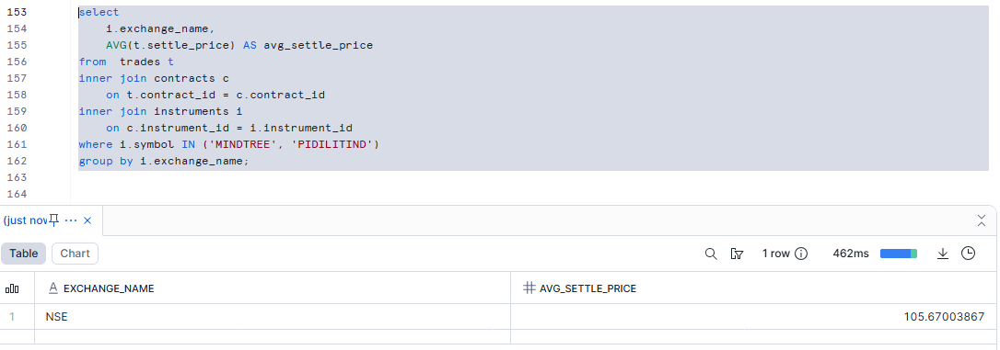 153 select
154 i.exchange_name,
155 AVG(t.settle_price) AS avg_settle_price
156 from  trades t
157 inner join contracts c
158 on t.contract_id = c.contract_id
159 inner join instruments i
160 on c.instrument_id = i.instrument_id
161 where i.symbol IN ('MINDTREE', 'PIDILITIND')
162 group by i.exchange_name;
163
164
(just now
Table Chart 1 row 462ms
A EXCHANGE_NAME # AVG_SETTLE_PRICE
1 NSE 105.67003867